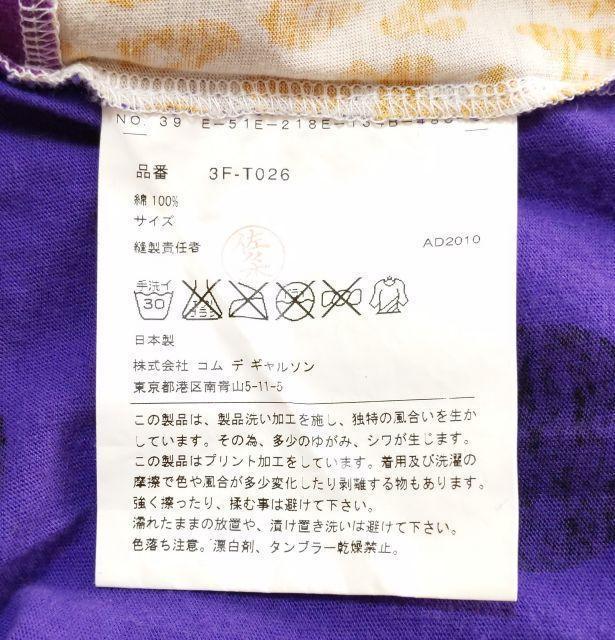 NO. 39 E-51E-218E-
品番 3F-T026
綿100%
サイズ
縫製責任者 AD2010
手洗イ
30
日本製
株式会社 コム デ ギャルソン
東京都港区南青山5-11-5
この製品は、製品洗い加工を施し、独特の風合いを生か
しています。その為、多少のゆがみ、シワが生じます。
この製品はプリント加工をしています。着用及び洗濯の
摩擦で色や風合が多少変化したり剥離する物もあります。
強く擦ったり、揉む事は避けて下さい。
濡れたままの放置や、漬け置き洗いは避けて下さい。
色落ち注意。漂白剤、タンブラー乾燥禁止。